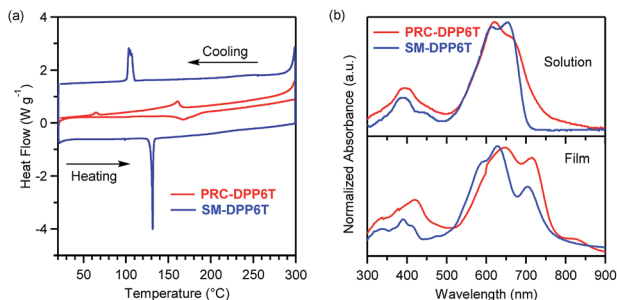 (a)
4
2
0
-2
-4
Heat Flow (W g⁻¹)
Cooling
Heating
PRC-DPP6T
SM-DPP6T
50 100 150 200 250 300
Temperature (°C)
(b)
Normalized Absorbance (a.u.)
PRC-DPP6T
SM-DPP6T
Solution
Film
300 400 500 600 700 800 900
Wavelength (nm)